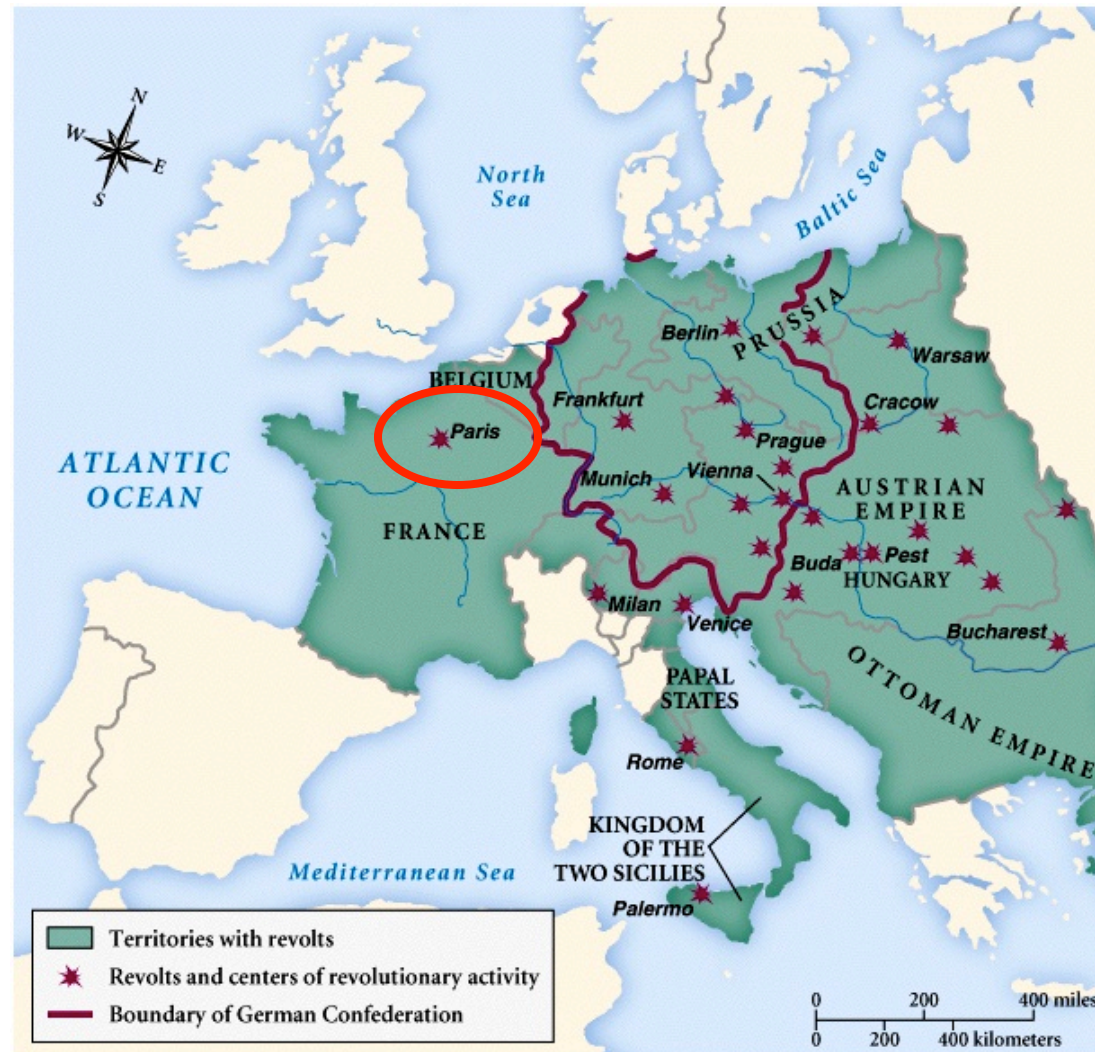 N
W
E
S
North
Sea
Baltic Sea
PRUSSIA
Berlin
Warsaw
BELGIUM
Frankfurt
Cracow
Paris
Prague
ATLANTIC
OCEAN
Munich
Vienna
AUSTRIAN
EMPIRE
FRANCE
Buda
Pest
HUNGARY
Milan
Venice
Bucharest
OTTOMAN EMPIRE
PAPAL
STATES
Rome
KINGDOM
OF THE
TWO SICILIES
Mediterranean Sea
Palermo
Territories with revolts
Revolts and centers of revolutionary activity
Boundary of German Confederation
0 200 400 miles
0 200 400 kilometers